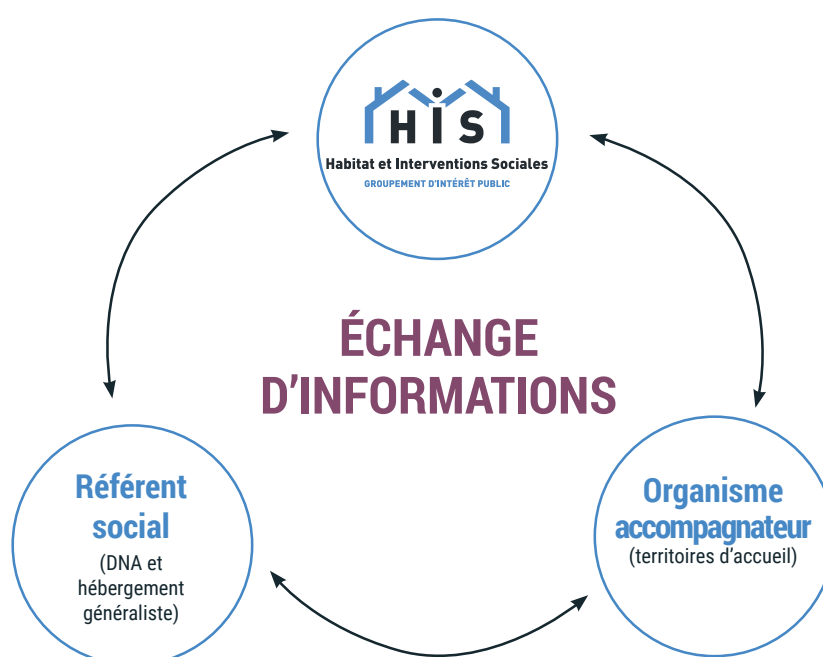 HiS
Habitat et Interventions Sociales
GROUPEMENT D'INTÉRÊT PUBLIC
ÉCHANGE
D'INFORMATIONS
Référent
social
(DNA et
hébergement
généraliste)
Organisme
accompagnateur
(territoires d'accueil)